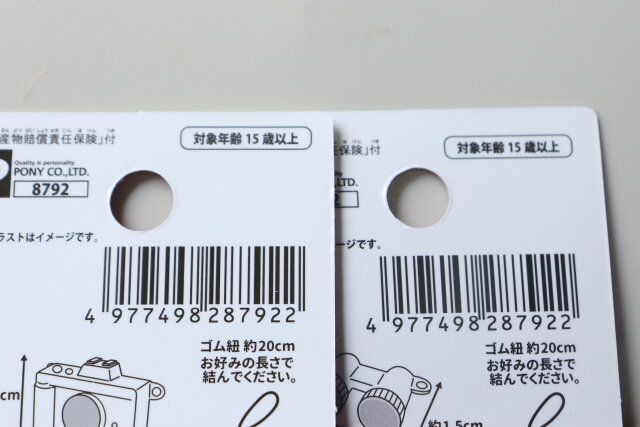 産物賠償責任保険」付
対象年齢 15 歳以上
Quality is personality
PONY CO.,LTD.
8792
ラストはイメージです。
4 977498 287922
ゴム紐 約20cm
お好みの長さで
結んでください。
cm
任保険」付
対象年齢 15 歳以上
ality
LTD.
2
です。
4 977498 287922
ゴム紐 約20cm
お好みの長さで
結んでください。
約1.5cm